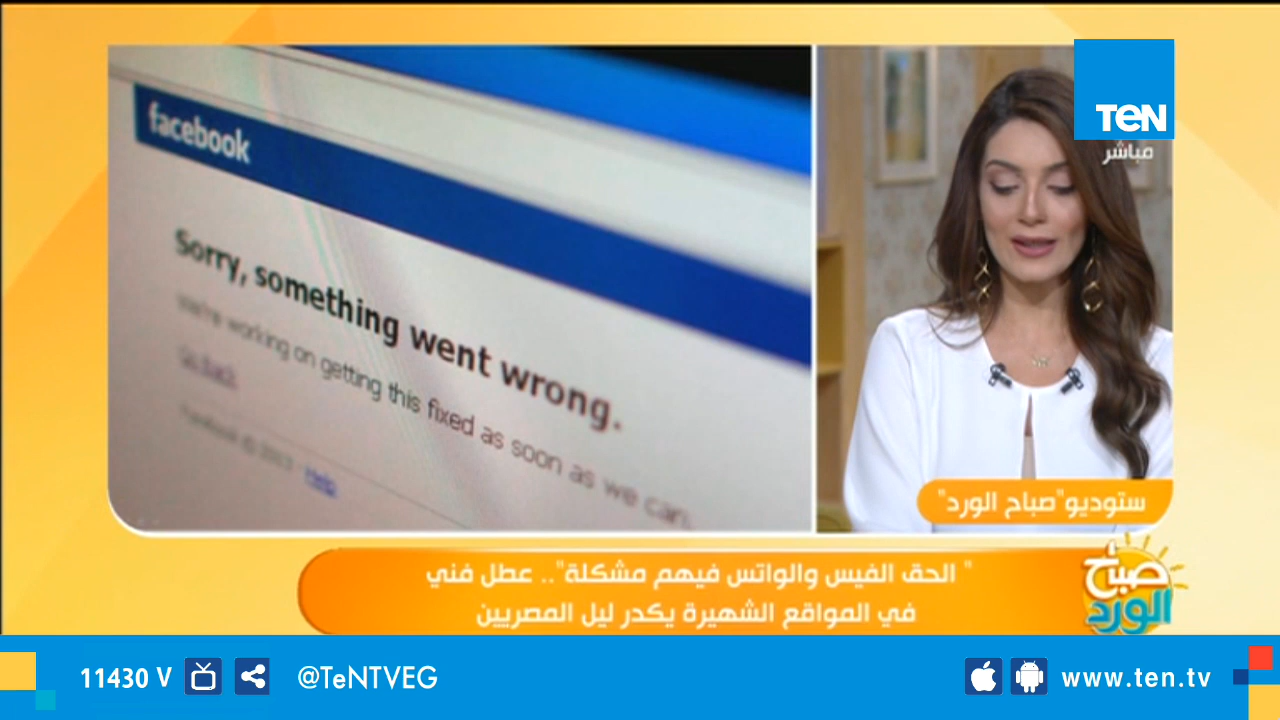 TEN
مباشر
facebook
Sorry, something went wrong.
We're working on getting this fixed as soon as we can.
Go Back
Facebook © 2012 · Help
ستوديو"صباح الورد"
" الحق الفيس والواتس فيهم مشكلة".. عطل فني
في المواقع الشهيرة يكدر ليل المصريين
صباح
الورد
11430 V
@TeNTVEG
www.ten.tv